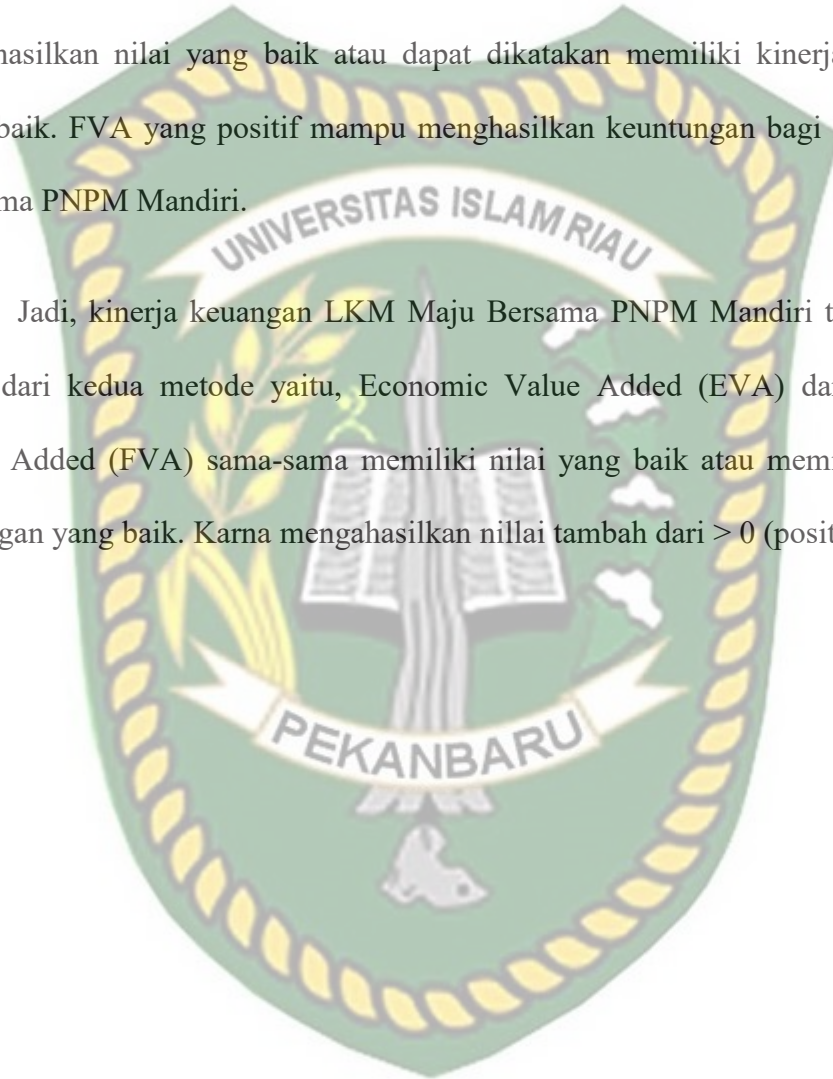 hasilkan nilai yang baik atau dapat dikatakan memiliki kinerja
baik. FVA yang positif mampu menghasilkan keuntungan bagi
ma PNPM Mandiri.
UNIVERSITAS ISLAM RIAU
Jadi, kinerja keuangan LKM Maju Bersama PNPM Mandiri t
dari kedua metode yaitu, Economic Value Added (EVA) dan
Added (FVA) sama-sama memiliki nilai yang baik atau memi
gan yang baik. Karna mengahasilkan nillai tambah dari > 0 (posit
PEKANBARU